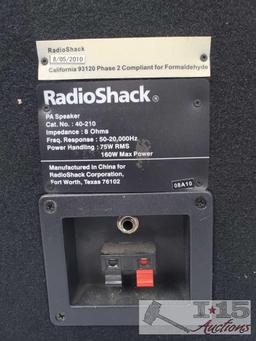 RadioShack
8/05/2010
California 93120 Phase 2 Compliant for Formaldehyde
RadioShack®
PA Speaker
Cat. No. : 40-210
Impedance : 8 Ohms
Freq. Response : 50-20,000Hz
Power Handling : 75W RMS
160W Max Power
Manufactured in China for
RadioShack Corporation,
Fort Worth, Texas 76102
08A10
I-15
Auctions